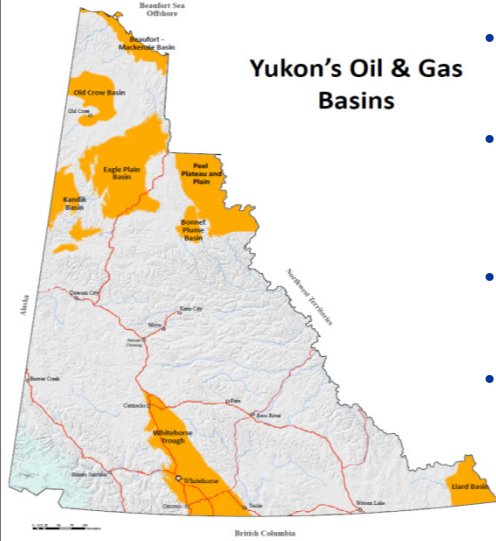 Beaufort Sea
Offshore
Beaufort -
Mackenzie Basin
Yukon's Oil & Gas
Basins
Old Crow Basin
Old Crow
Eagle Plain
Basin
Peel
Plateau and
Plain
Kandik
Basin
Bonnet
Plume
Basin
Northwest Territories
Alaska
Dawson City
Keno City
Mayo
Stewart
Crossing
Beaver Creek
Carmacks
Faro
Ross River
Whitehorse
Trough
Haines Junction
Whitehorse
Liard Basin
Carcross
Teslin
Watson Lake
British Columbia